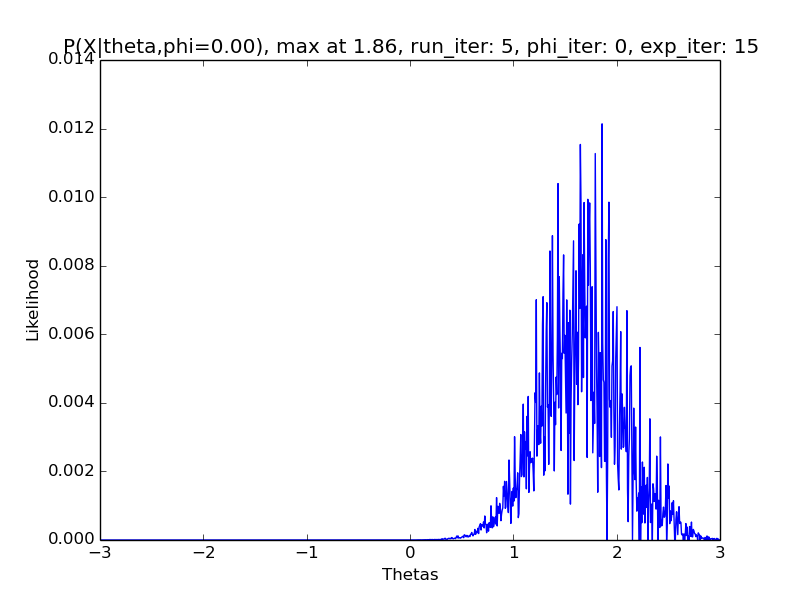 P(X|theta,phi=0.00), max at 1.86, run_iter: 5, phi_iter: 0, exp_iter: 15
0.014
0.012
0.010
0.008
0.006
0.004
0.002
0.000
Likelihood
−3 −2 −1 0 1 2 3
Thetas